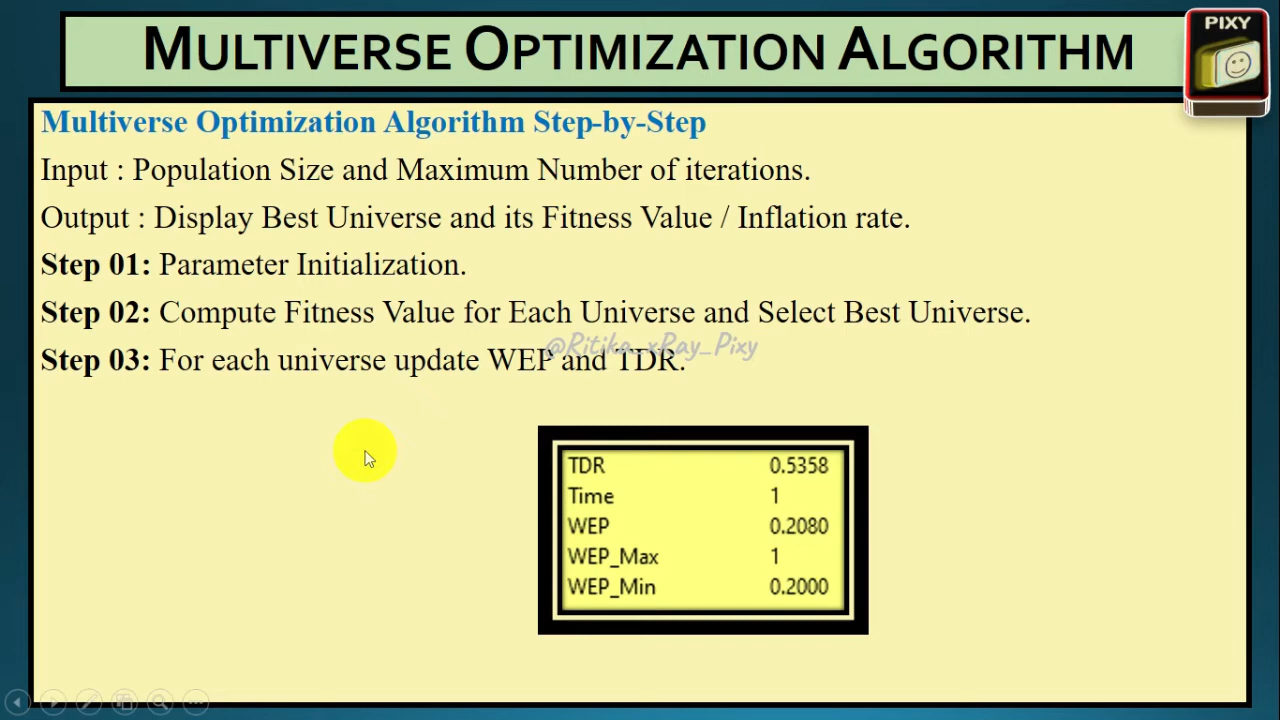 MULTIVERSE OPTIMIZATION ALGORITHM
PIXY
Multiverse Optimization Algorithm Step-by-Step
Input : Population Size and Maximum Number of iterations.
Output : Display Best Universe and its Fitness Value / Inflation rate.
Step 01: Parameter Initialization.
Step 02: Compute Fitness Value for Each Universe and Select Best Universe.
@Ritika_xRay_Pixy
Step 03: For each universe update WEP and TDR.
TDR 0.5358
Time 1
WEP 0.2080
WEP_Max 1
WEP_Min 0.2000